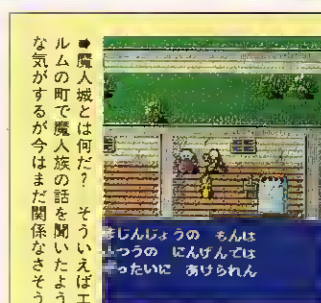 ➡魔人城とは何だ？　そういえばエ
ルムの町で魔人族の話を聞いたよう
な気がするが今はまだ関係なさそう
まじんじょうの　もんは
つうの　にんげんでは
ったいに　あけられん